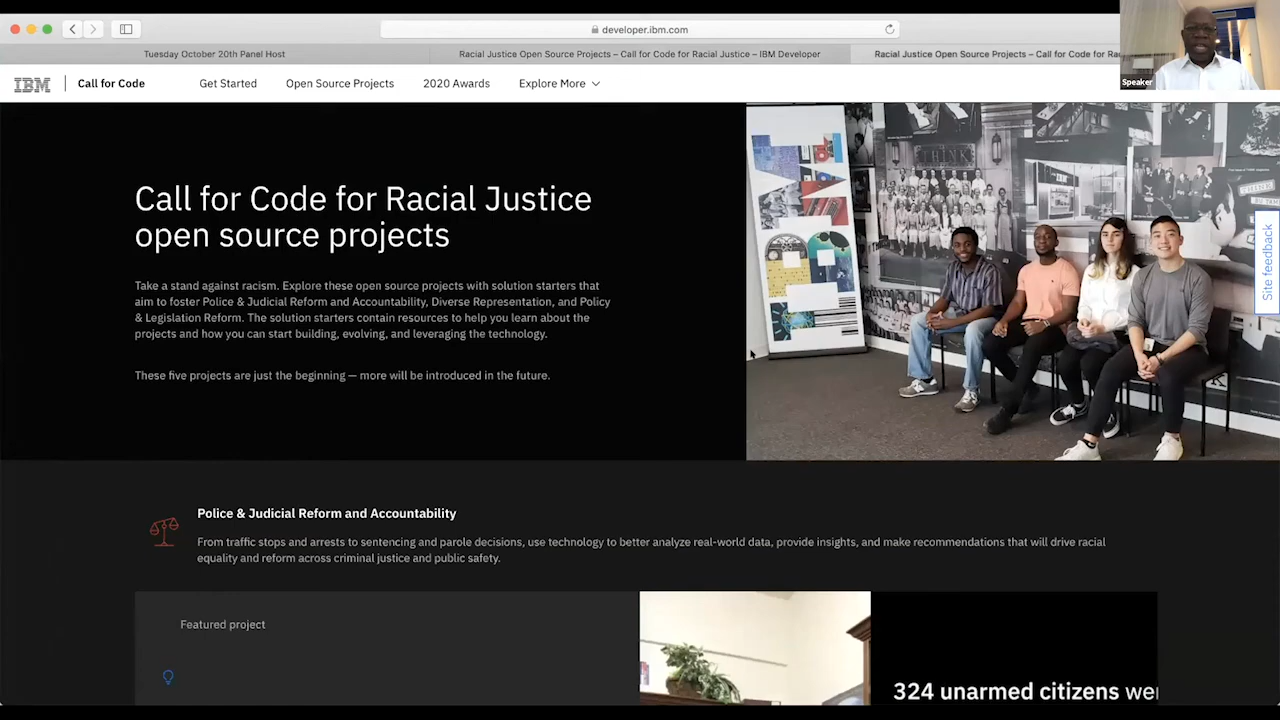 developer.ibm.com
Tuesday October 20th Panel Host
Racial Justice Open Source Projects – Call for Code for Racial Justice – IBM Developer
Racial Justice Open Source Projects – Call for Code for
Speaker
IBM
Call for Code
Get Started
Open Source Projects
2020 Awards
Explore More
Call for Code for Racial Justice
open source projects
Take a stand against racism. Explore these open source projects with solution starters that
aim to foster Police & Judicial Reform and Accountability, Diverse Representation, and Policy
& Legislation Reform. The solution starters contain resources to help you learn about the
projects and how you can start building, evolving, and leveraging the technology.
These five projects are just the beginning — more will be introduced in the future.
THINK
THINK
Site feedback
Police & Judicial Reform and Accountability
From traffic stops and arrests to sentencing and parole decisions, use technology to better analyze real-world data, provide insights, and make recommendations that will drive racial
equality and reform across criminal justice and public safety.
Featured project
324 unarmed citizens